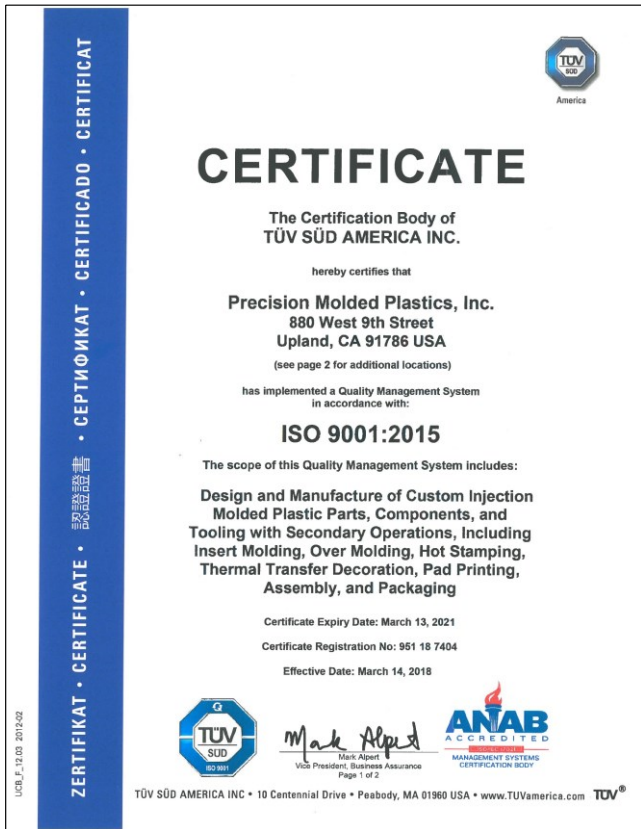 TÜV
SÜD
America
CERTIFICATE
The Certification Body of
TÜV SÜD AMERICA INC.
hereby certifies that
Precision Molded Plastics, Inc.
880 West 9th Street
Upland, CA 91786 USA
(see page 2 for additional locations)
has implemented a Quality Management System
in accordance with:
ISO 9001:2015
The scope of this Quality Management System includes:
Design and Manufacture of Custom Injection
Molded Plastic Parts, Components, and
Tooling with Secondary Operations, Including
Insert Molding, Over Molding, Hot Stamping,
Thermal Transfer Decoration, Pad Printing,
Assembly, and Packaging
Certificate Expiry Date: March 13, 2021
Certificate Registration No: 951 18 7404
Effective Date: March 14, 2018
TÜV
SÜD
ISO 9001
Mark Alpert
Mark Alpert
Vice President, Business Assurance
Page 1 of 2
ANAB
ACCREDITED
MANAGEMENT SYSTEMS
CERTIFICATION BODY
TÜV SÜD AMERICA INC • 10 Centennial Drive • Peabody, MA 01960 USA • www.TUVamerica.com TÜV®
ZERTIFIKAT • CERTIFICATE • 認證證書 • СЕРТИФИКАТ • CERTIFICADO • CERTIFICAT
UCB_F_12.03 2012-02